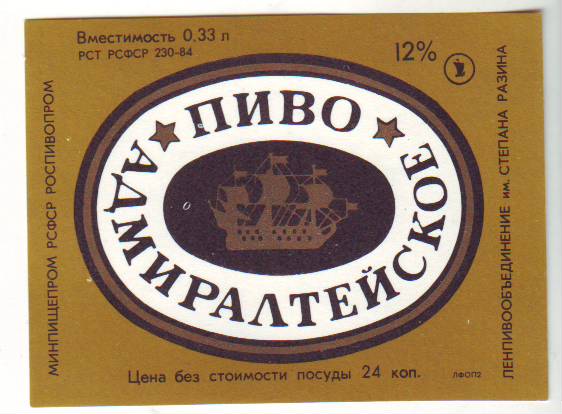 Вместимость 0,33 л
РСТ РСФСР 230-84
12%
МИНПИЩЕПРОМ РСФСР РОСПИВОПРОМ
ПИВО
АДМИРАЛТЕЙСКОЕ
ЛЕНПИВООБЪЕДИНЕНИЕ им. СТЕПАНА РАЗИНА
Цена без стоимости посуды 24 коп.
ЛФОП2